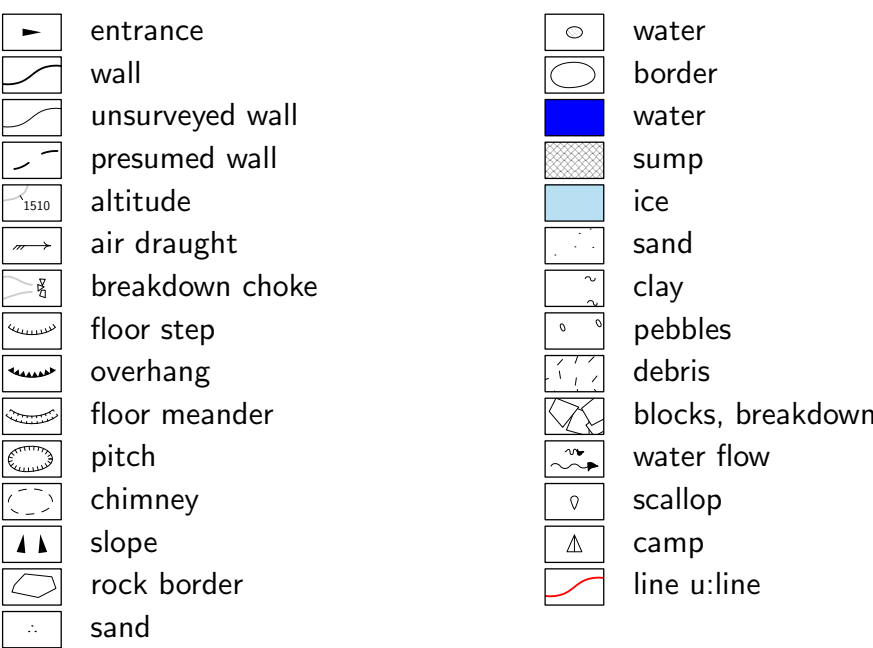 entrance
wall
unsurveyed wall
presumed wall
1510 altitude
air draught
breakdown choke
floor step
overhang
floor meander
pitch
chimney
slope
rock border
sand
water
border
water
sump
ice
sand
clay
pebbles
debris
blocks, breakdown
water flow
scallop
camp
line u:line